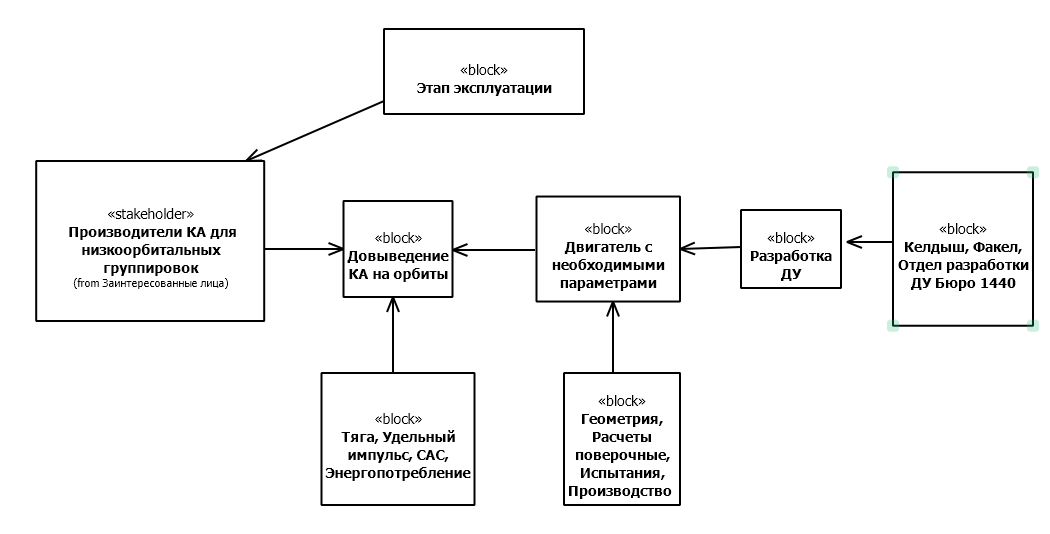 «block»
Этап эксплуатации
«stakeholder»
Производители КА для
низкоорбитальных
группировок
(from Заинтересованные лица)
«block»
Довыведение
КА на орбиты
«block»
Двигатель с
необходимыми
параметрами
«block»
Разработка
ДУ
«block»
Келдыш, Факел,
Отдел разработки
ДУ Бюро 1440
«block»
Тяга, Удельный
импульс, САС,
Энергопотребление
«block»
Геометрия,
Расчеты
поверочные,
Испытания,
Производство